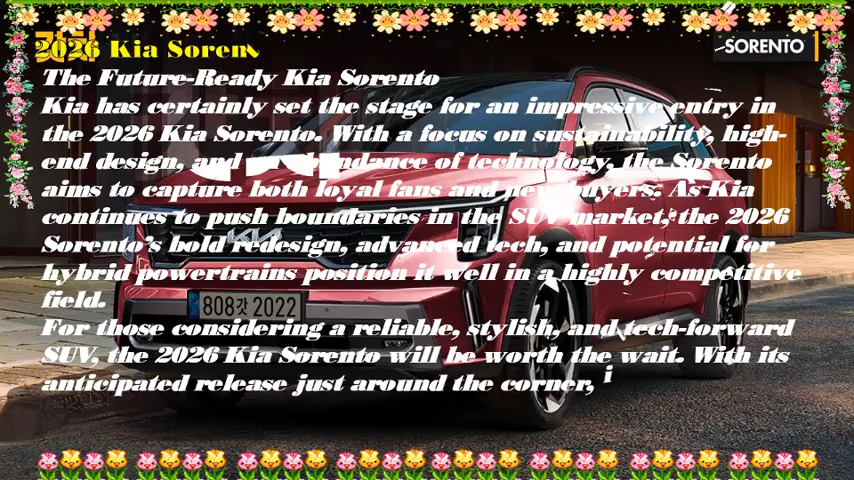 2026 Kia Soren
SORENTO
The Future-Ready Kia Sorento
Kia has certainly set the stage for an impressive entry in
the 2026 Kia Sorento. With a focus on sustainability, high-
end design, and an abundance of technology, the Sorento
aims to capture both loyal fans and new buyers. As Kia
continues to push boundaries in the SUV market, the 2026
Sorento's bold redesign, advanced tech, and potential for
hybrid powertrains position it well in a highly competitive
field.
808갓 2022
For those considering a reliable, stylish, and tech-forward
SUV, the 2026 Kia Sorento will be worth the wait. With its
anticipated release just around the corner, i